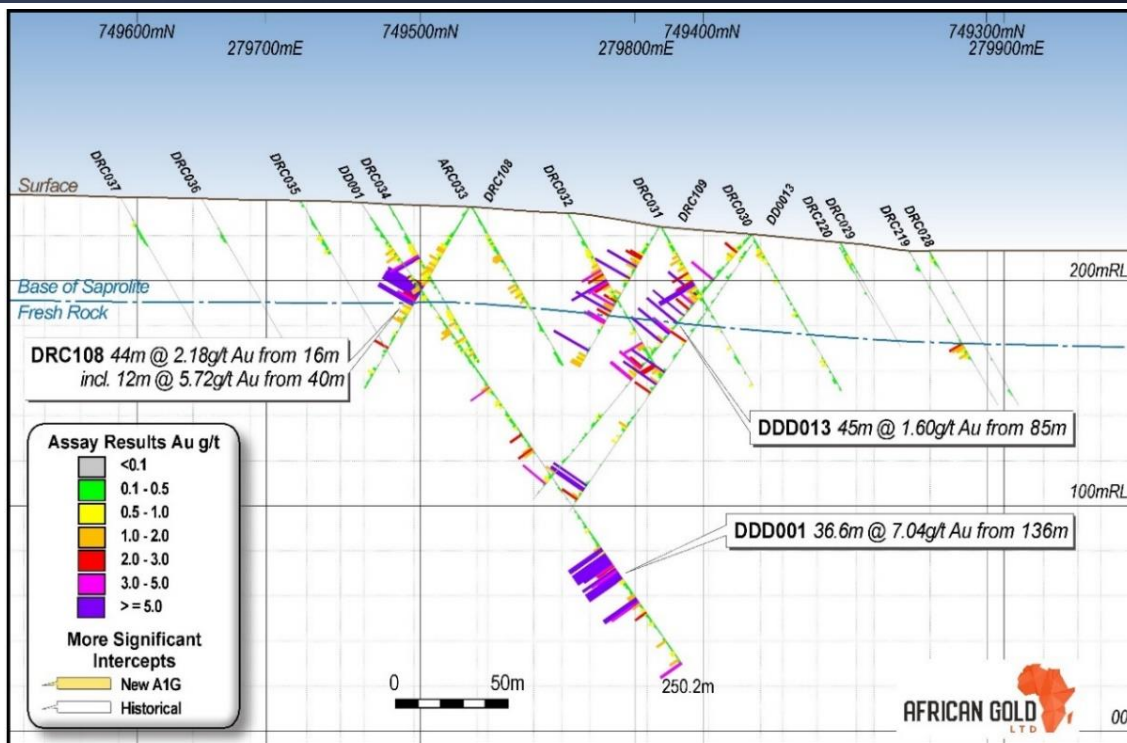 749600mN
279700mE
749500mN
279800mE
749400mN
749300mN
279900mE
DRC037
DRC036
DRC035
DD001
DRC034
ARC033
DRC108
DRC032
DRC031
DRC109
DRC030
DD0013
DRC220
DRC029
DRC219
DRC028
Surface
200mRL
Base of Saprolite
Fresh Rock
DRC108 44m @ 2.18g/t Au from 16m
incl. 12m @ 5.72g/t Au from 40m
DDD013 45m @ 1.60g/t Au from 85m
100mRL
DDD001 36.6m @ 7.04g/t Au from 136m
Assay Results Au g/t
<0.1
0.1 - 0.5
0.5 - 1.0
1.0 - 2.0
2.0 - 3.0
3.0 - 5.0
> = 5.0
More Significant
Intercepts
New A1G
Historical
0 50m
250.2m
AFRICAN GOLD
LTD
00